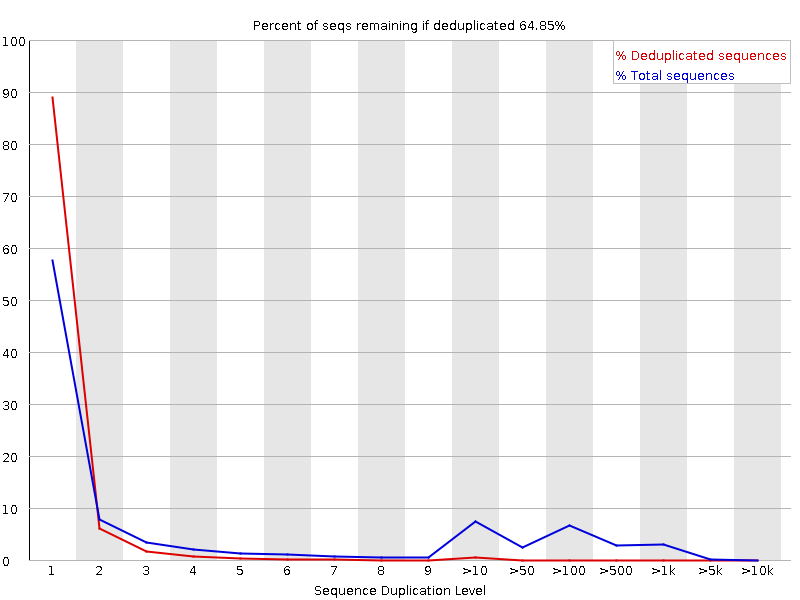 Percent of seqs remaining if deduplicated 64.85%
% Deduplicated sequences
% Total sequences
100
90
80
70
60
50
40
30
20
10
0
1 2 3 4 5 6 7 8 9 >10 >50 >100 >500 >1k >5k >10k
Sequence Duplication Level